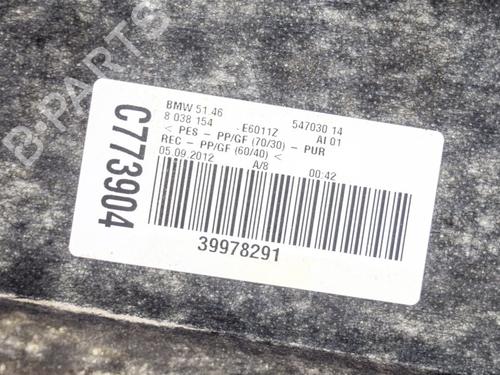 B-PARTS
BMW 51.46 547030 14
8 038 154 .E6011Z AI 01
< PES - PP/GF (70/30) - PUR
REC - PP/GF (60/40) <
05.09.2012 A/8 00:42
39978291
C773904